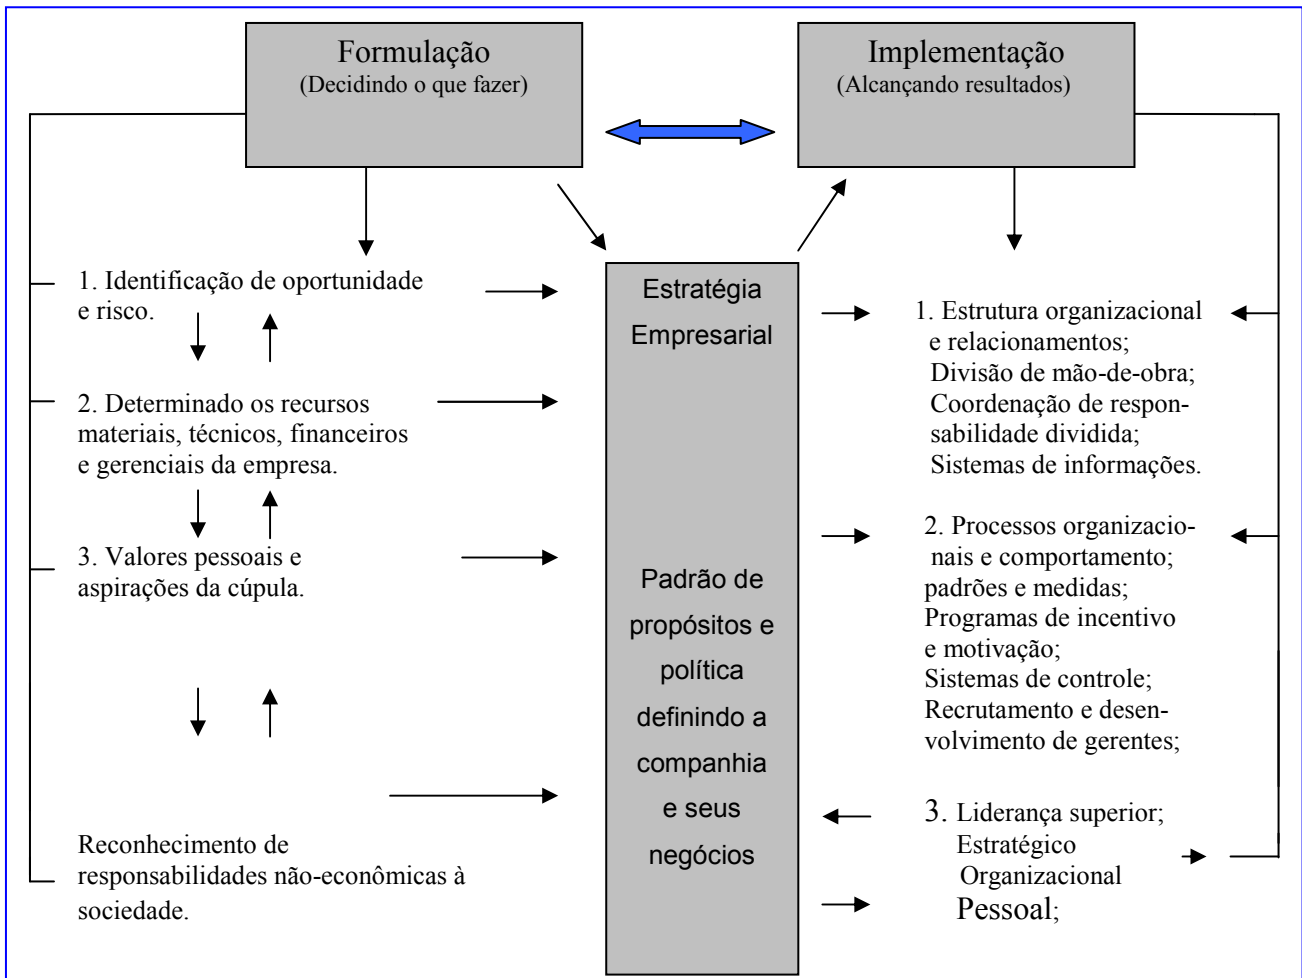 Formulação
(Decidindo o que fazer)
Implementação
(Alcançando resultados)
1. Identificação de oportunidade
e risco.
2. Determinado os recursos
materiais, técnicos, financeiros
e gerenciais da empresa.
3. Valores pessoais e
aspirações da cúpula.
Reconhecimento de
responsabilidades não-econômicas à
sociedade.
Estratégia
Empresarial
Padrão de
propósitos e
política
definindo a
companhia
e seus
negócios
1. Estrutura organizacional
e relacionamentos;
Divisão de mão-de-obra;
Coordenação de respon-
sabilidade dividida;
Sistemas de informações.
2. Processos organizacio-
nais e comportamento;
padrões e medidas;
Programas de incentivo
e motivação;
Sistemas de controle;
Recrutamento e desen-
volvimento de gerentes;
3. Liderança superior;
Estratégico
Organizacional
Pessoal;